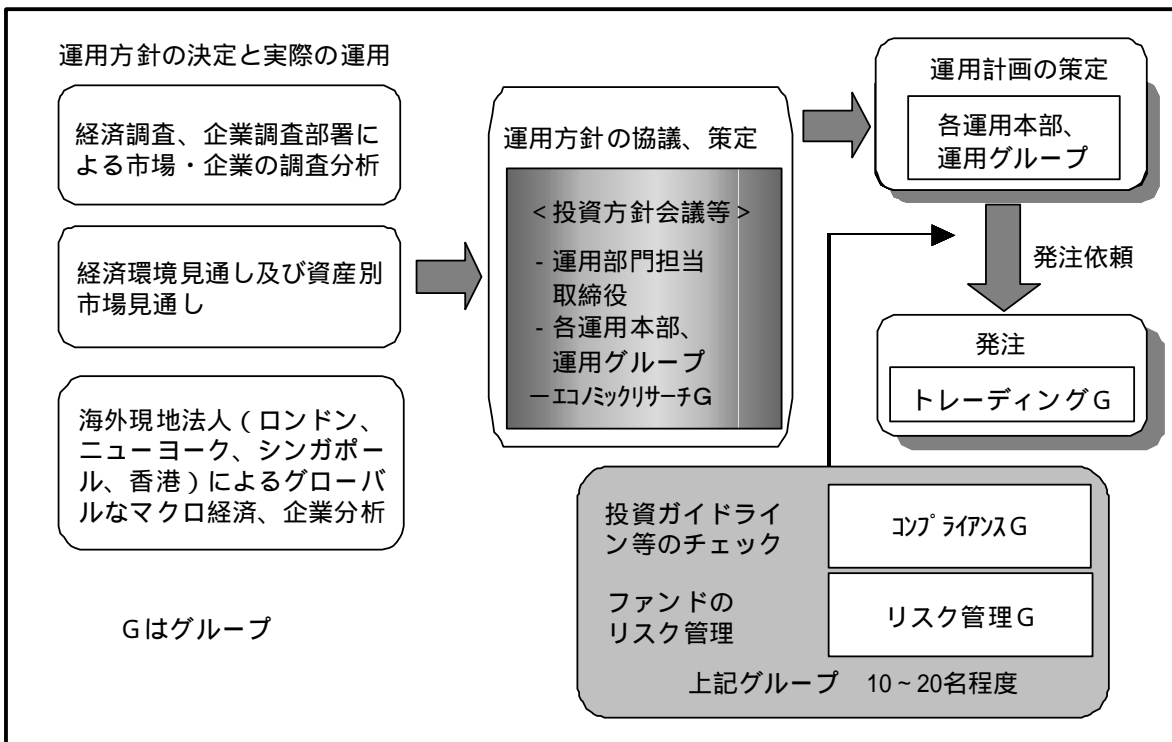 運用方針の決定と実際の運用
経済調査、企業調査部署に
よる市場・企業の調査分析
経済環境見通し及び資産別
市場見通し
海外現地法人（ロンドン、
ニューヨーク、シンガポー
ル、香港）によるグローバ
ルなマクロ経済、企業分析
Gはグループ
運用方針の協議、策定
＜投資方針会議等＞
- 運用部門担当
取締役
- 各運用本部、
運用グループ
－ｴｺﾉﾐｯｸﾘｻｰﾁG
運用計画の策定
各運用本部、
運用グループ
発注依頼
発注
トレーディングG
投資ガイドライ
ン等のチェック
ｺﾝﾌﾟﾗｲｱﾝｽG
ファンドの
リスク管理
リスク管理G
上記グループ　10～20名程度